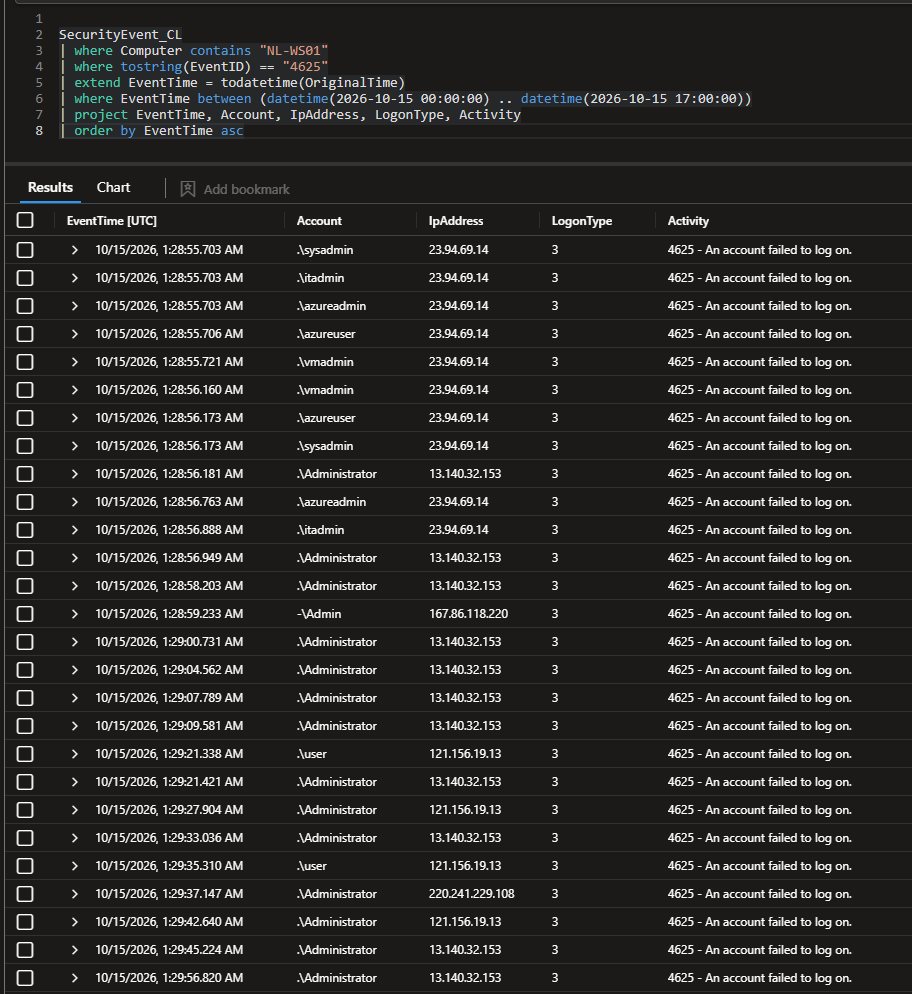 1
2 SecurityEvent_CL
3 | where Computer contains "NL-WS01"
4 | where tostring(EventID) == "4625"
5 | extend EventTime = todatetime(OriginalTime)
6 | where EventTime between (datetime(2026-10-15 00:00:00) .. datetime(2026-10-15 17:00:00))
7 | project EventTime, Account, IpAddress, LogonType, Activity
8 | order by EventTime asc
Results Chart Add bookmark
EventTime [UTC] Account IpAddress LogonType Activity
10/15/2026, 1:28:55.703 AM .\sysadmin 23.94.69.14 3 4625 - An account failed to log on.
10/15/2026, 1:28:55.703 AM .\itadmin 23.94.69.14 3 4625 - An account failed to log on.
10/15/2026, 1:28:55.703 AM .\azureadmin 23.94.69.14 3 4625 - An account failed to log on.
10/15/2026, 1:28:55.706 AM .\azureuser 23.94.69.14 3 4625 - An account failed to log on.
10/15/2026, 1:28:55.721 AM .\vmadmin 23.94.69.14 3 4625 - An account failed to log on.
10/15/2026, 1:28:56.160 AM .\vmadmin 23.94.69.14 3 4625 - An account failed to log on.
10/15/2026, 1:28:56.173 AM .\azureuser 23.94.69.14 3 4625 - An account failed to log on.
10/15/2026, 1:28:56.173 AM .\sysadmin 23.94.69.14 3 4625 - An account failed to log on.
10/15/2026, 1:28:56.181 AM .\Administrator 13.140.32.153 3 4625 - An account failed to log on.
10/15/2026, 1:28:56.763 AM .\azureadmin 23.94.69.14 3 4625 - An account failed to log on.
10/15/2026, 1:28:56.888 AM .\itadmin 23.94.69.14 3 4625 - An account failed to log on.
10/15/2026, 1:28:56.949 AM .\Administrator 13.140.32.153 3 4625 - An account failed to log on.
10/15/2026, 1:28:58.203 AM .\Administrator 13.140.32.153 3 4625 - An account failed to log on.
10/15/2026, 1:28:59.233 AM -\Admin 167.86.118.220 3 4625 - An account failed to log on.
10/15/2026, 1:29:00.731 AM .\Administrator 13.140.32.153 3 4625 - An account failed to log on.
10/15/2026, 1:29:04.562 AM .\Administrator 13.140.32.153 3 4625 - An account failed to log on.
10/15/2026, 1:29:07.789 AM .\Administrator 13.140.32.153 3 4625 - An account failed to log on.
10/15/2026, 1:29:09.581 AM .\Administrator 13.140.32.153 3 4625 - An account failed to log on.
10/15/2026, 1:29:21.338 AM .\user 121.156.19.13 3 4625 - An account failed to log on.
10/15/2026, 1:29:21.421 AM .\Administrator 13.140.32.153 3 4625 - An account failed to log on.
10/15/2026, 1:29:27.904 AM .\Administrator 121.156.19.13 3 4625 - An account failed to log on.
10/15/2026, 1:29:33.036 AM .\Administrator 13.140.32.153 3 4625 - An account failed to log on.
10/15/2026, 1:29:35.310 AM .\user 121.156.19.13 3 4625 - An account failed to log on.
10/15/2026, 1:29:37.147 AM .\Administrator 220.241.229.108 3 4625 - An account failed to log on.
10/15/2026, 1:29:42.640 AM .\Administrator 121.156.19.13 3 4625 - An account failed to log on.
10/15/2026, 1:29:45.224 AM .\Administrator 13.140.32.153 3 4625 - An account failed to log on.
10/15/2026, 1:29:56.820 AM .\Administrator 13.140.32.153 3 4625 - An account failed to log on.